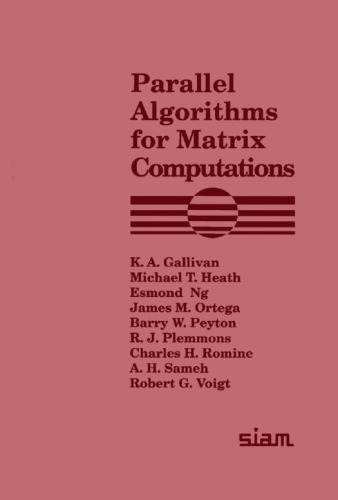 Parallel
Algorithms
for Matrix
Computations
K. A. Gallivan
Michael T. Heath
Esmond Ng
James M. Ortega
Barry W. Peyton
R. J. Plemmons
Charles H. Romine
A. H. Sameh
Robert G. Voigt
siam